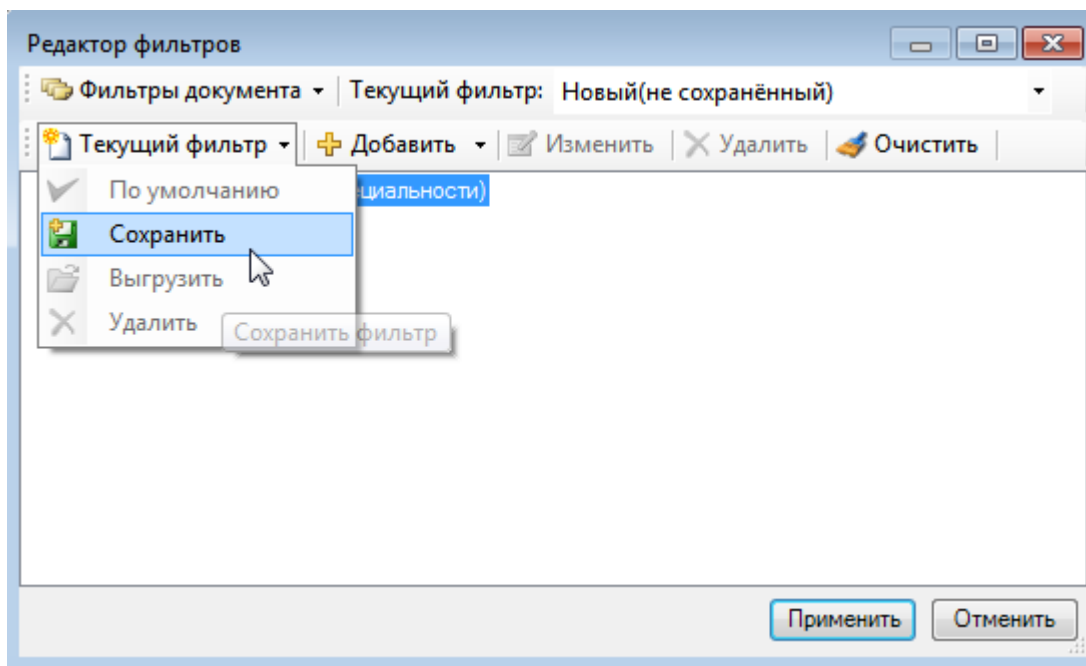 Редактор фильтров
Фильтры документа Текущий фильтр: Новый(не сохранённый)
Текущий фильтр Добавить Изменить Удалить Очистить
По умолчанию
Сохранить
Выгрузить
Удалить
Сохранить фильтр
Применить Отменить